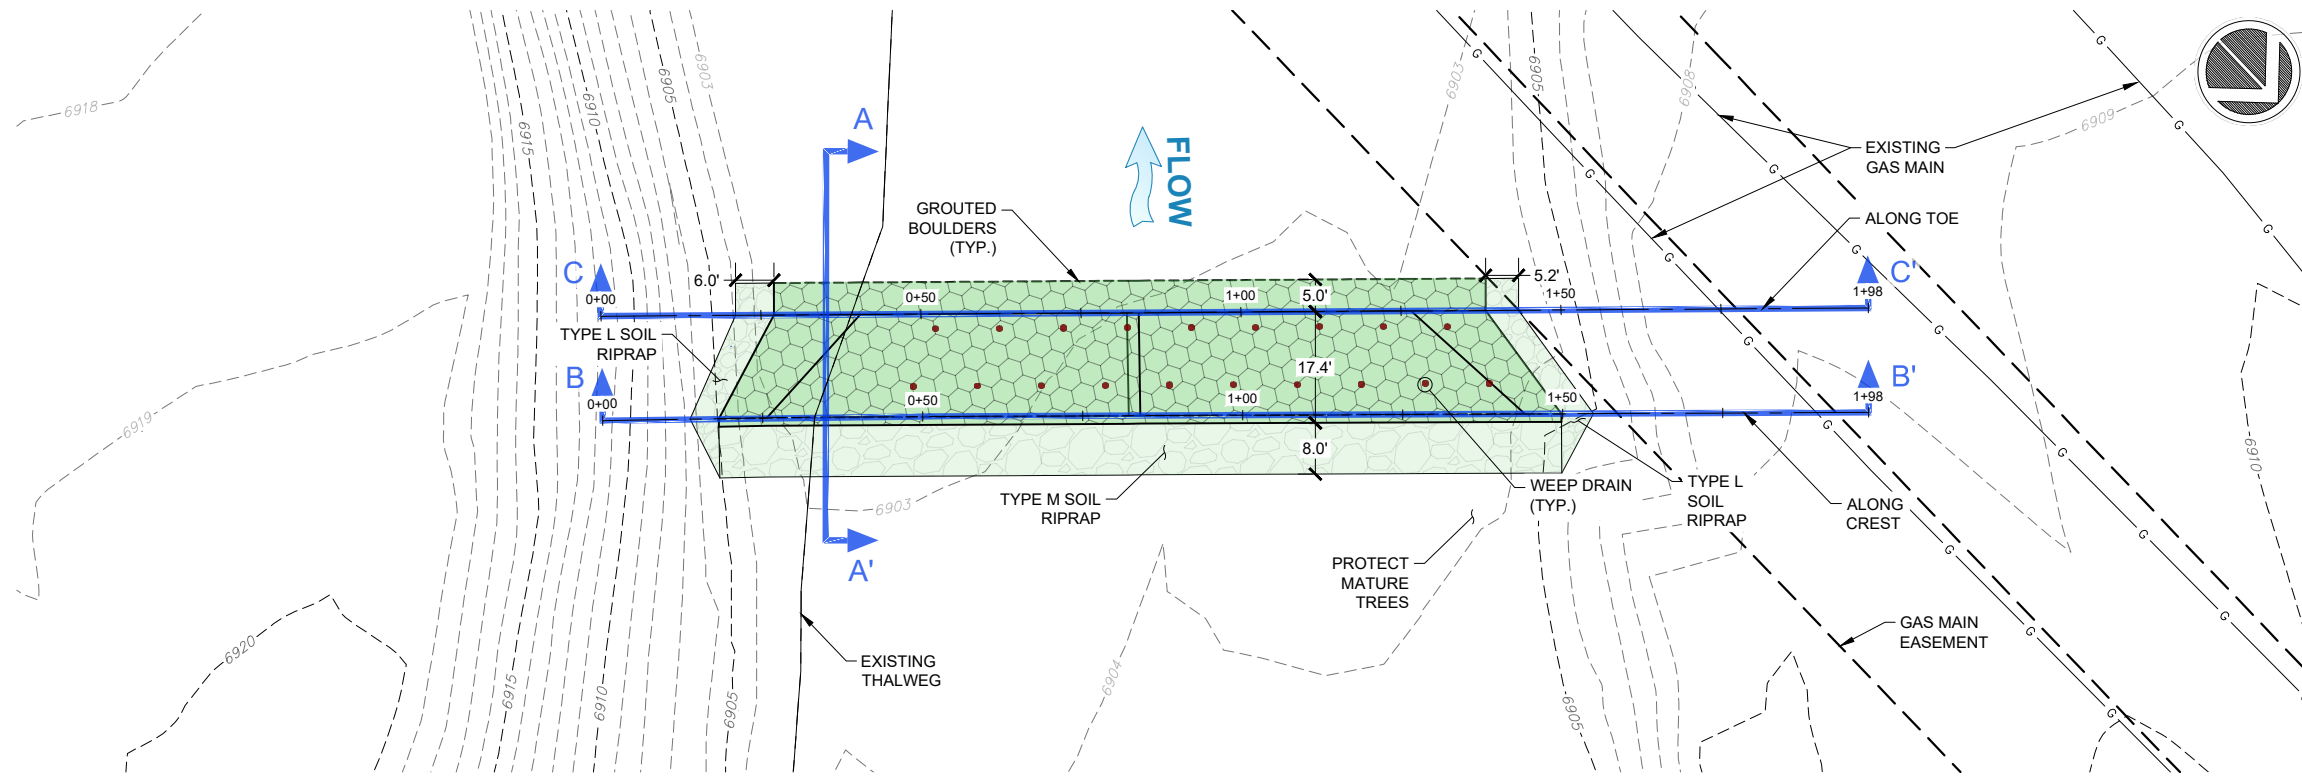 6918
6915
6910
6905
6903
A
FLOW
6903
6905
6908
G
G
G
G
G
6909
EXISTING
GAS MAIN
GROUTED
BOULDERS
(TYP.)
ALONG TOE
G
G
G
C
0+00
6.0'
0+50
1+00
5.0'
5.2'
1+50
C'
1+98
TYPE L SOIL
RIPRAP
17.4'
G
G
B
0+00
0+50
1+00
1+50
B'
1+98
6919
8.0'
G
G
6910
TYPE M SOIL
RIPRAP
6903
WEEP DRAIN
(TYP.)
TYPE L
SOIL
RIPRAP
ALONG
CREST
A'
PROTECT
MATURE
TREES
G
G
6920
EXISTING
THALWEG
GAS MAIN
EASEMENT
G
G
6915
6910
6905
6904
6905
G